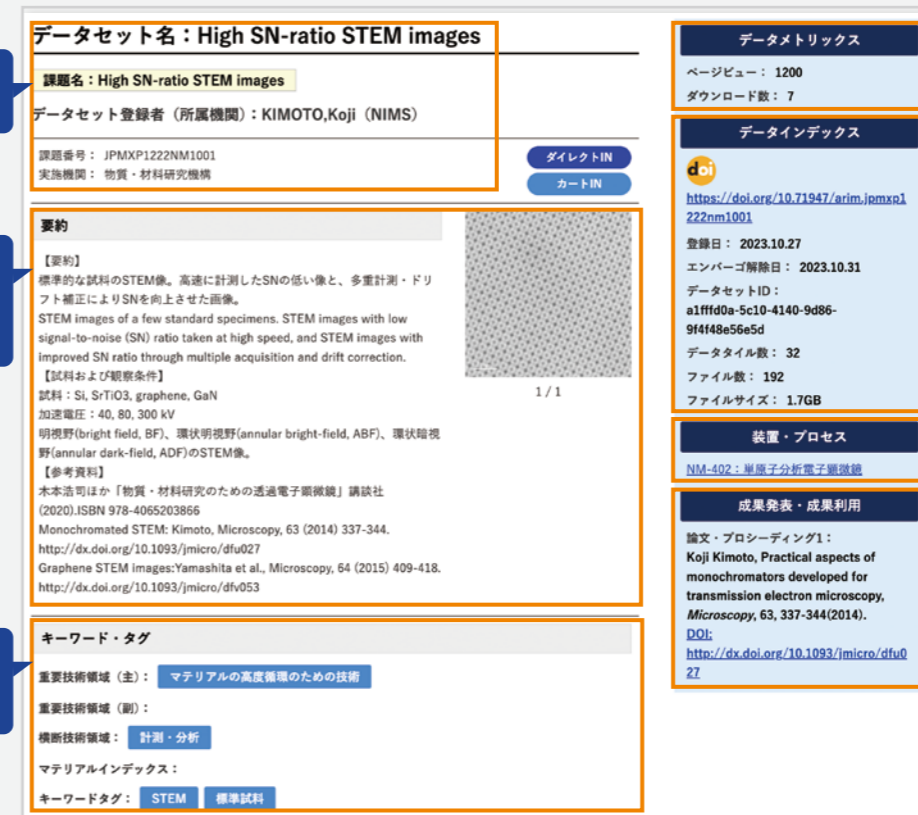 データセット名：High SN-ratio STEM images
課題名：High SN-ratio STEM images
データセット登録者（所属機関）：KIMOTO,Koji（NIMS）
課題番号： JPMXP1222NM1001
実施機関： 物質・材料研究機構
ダイレクトIN
カートIN
要約
【要約】
標準的な試料のSTEM像。高速に計測したSNの低い像と、多重計測・ドリ
フト補正によりSNを向上させた画像。
STEM images of a few standard specimens. STEM images with low
signal-to-noise (SN) ratio taken at high speed, and STEM images with
improved SN ratio through multiple acquisition and drift correction.
【試料および観察条件】
試料：Si, SrTiO3, graphene, GaN
加速電圧：40, 80, 300 kV
明視野(bright field, BF)、環状明視野(annular bright-field, ABF)、環状暗視
野(annular dark-field, ADF)のSTEM像。
【参考資料】
木本浩司ほか「物質・材料研究のための透過電子顕微鏡」講談社
(2020).ISBN 978-4065203866
Monochromated STEM: Kimoto, Microscopy, 63 (2014) 337-344.
http://dx.doi.org/10.1093/jmicro/dfu027
Graphene STEM images:Yamashita et al., Microscopy, 64 (2015) 409-418.
http://dx.doi.org/10.1093/jmicro/dfv053
1 / 1
キーワード・タグ
重要技術領域（主）： マテリアルの高度循環のための技術
重要技術領域（副）：
横断技術領域： 計測・分析
マテリアルインデックス：
キーワードタグ： STEM 標準試料
データメトリックス
ページビュー： 1200
ダウンロード数： 7
データインデックス
doi
https://doi.org/10.71947/arim.jpmxp1
222nm1001
登録日： 2023.10.27
エンバーゴ解除日： 2023.10.31
データセットID：
a1fffd0a-5c10-4140-9d86-
9f4f48e56e5d
データタイル数： 32
ファイル数： 192
ファイルサイズ： 1.7GB
装置・プロセス
NM-402：単原子分析電子顕微鏡
成果発表・成果利用
論文・プロシーディング1：
Koji Kimoto, Practical aspects of
monochromators developed for
transmission electron microscopy,
Microscopy, 63, 337-344(2014).
DOI:
http://dx.doi.org/10.1093/jmicro/dfu0
27